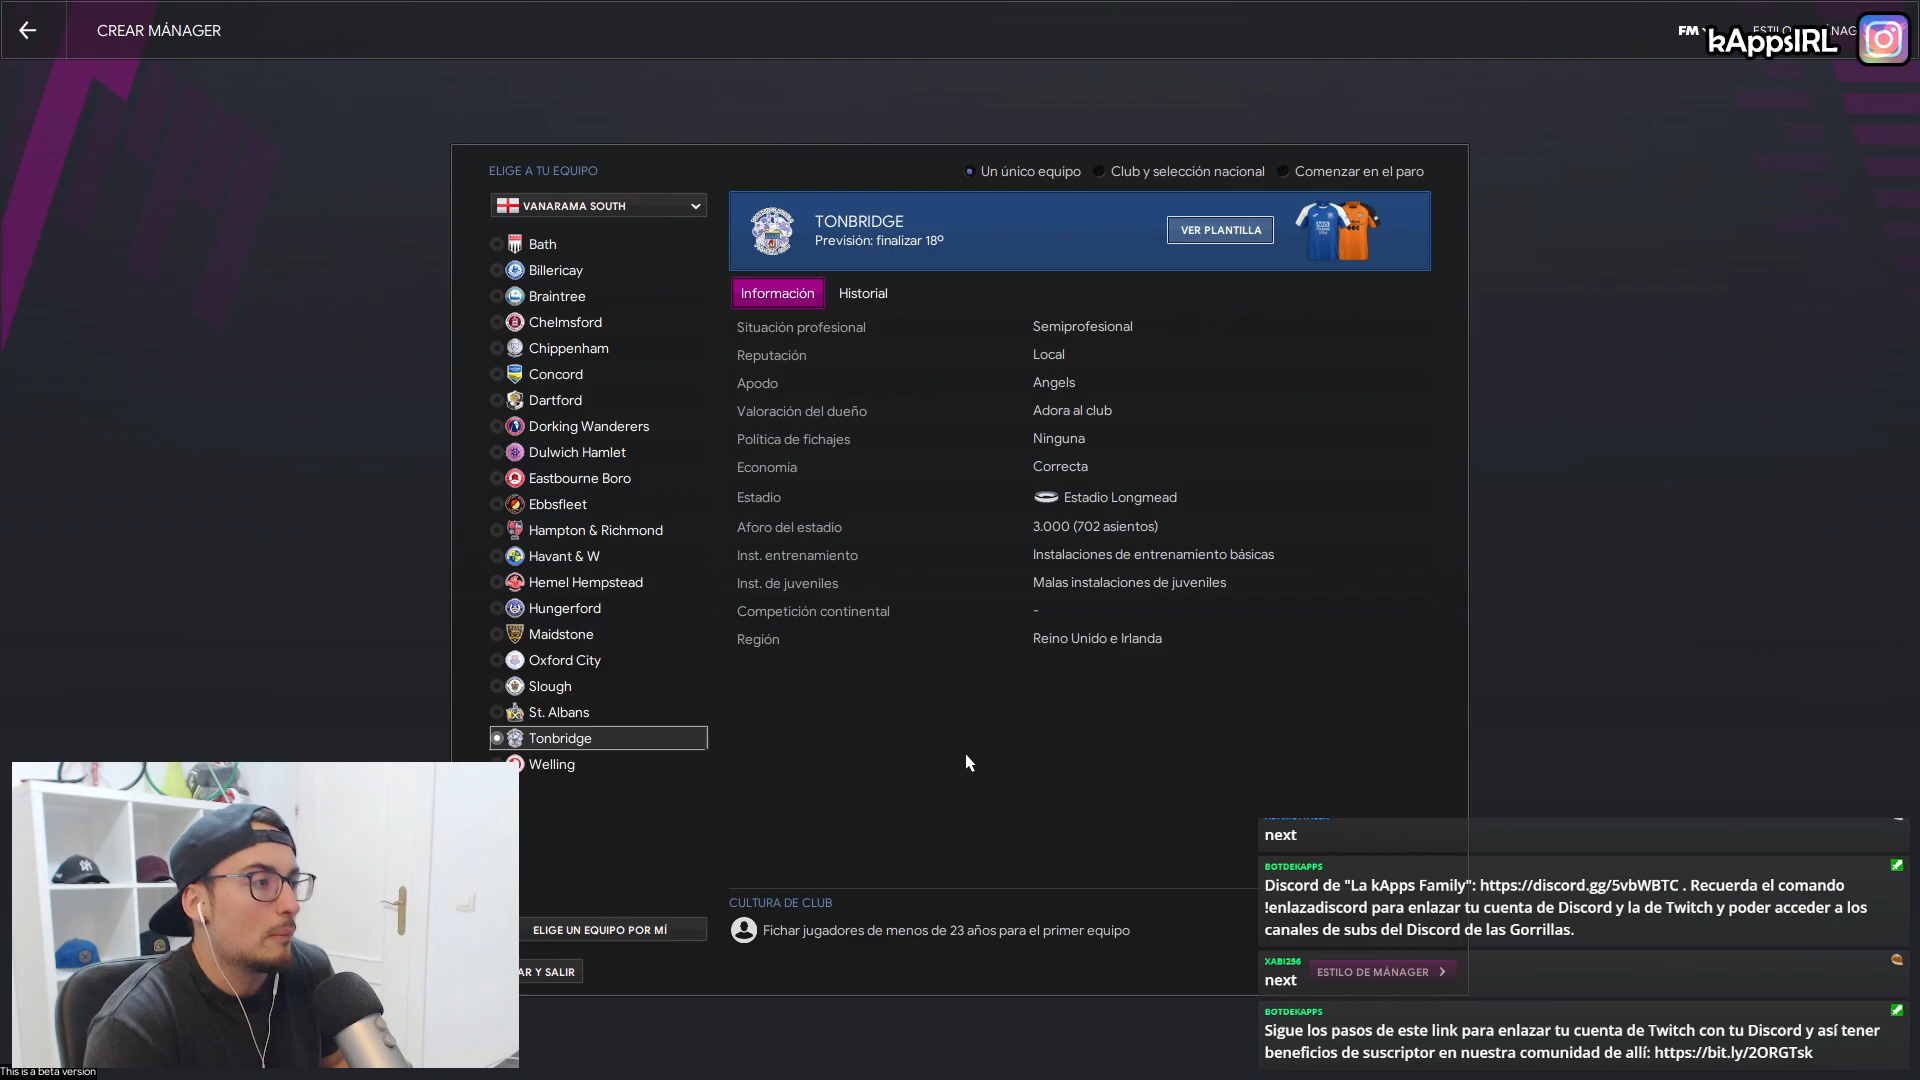 CREAR MÁNAGER
FM
kAppsIRL
ELIGE A TU EQUIPO
Un único equipo
Club y selección nacional
Comenzar en el paro
VANARAMA SOUTH
Bath
Billericay
Braintree
Chelmsford
Chippenham
Concord
Dartford
Dorking Wanderers
Dulwich Hamlet
Eastbourne Boro
Ebbsfleet
Hampton & Richmond
Havant & W
Hemel Hempstead
Hungerford
Maidstone
Oxford City
Slough
St. Albans
Tonbridge
Welling
TONBRIDGE
Previsión: finalizar 18º
VER PLANTILLA
Información
Historial
Situación profesional
Semiprofesional
Reputación
Local
Apodo
Angels
Valoración del dueño
Adora al club
Política de fichajes
Ninguna
Economía
Correcta
Estadio
Estadio Longmead
Aforo del estadio
3.000 (702 asientos)
Inst. entrenamiento
Instalaciones de entrenamiento básicas
Inst. de juveniles
Malas instalaciones de juveniles
Competición continental
-
Región
Reino Unido e Irlanda
CULTURA DE CLUB
Fichar jugadores de menos de 23 años para el primer equipo
ELIGE UN EQUIPO POR MÍ
AR Y SALIR
ESTILO DE MÁNAGER
next
BOTDEKAPPS
Discord de "La kApps Family": https://discord.gg/5vbWBTC . Recuerda el comando
!enlazadiscord para enlazar tu cuenta de Discord y la de Twitch y poder acceder a los
canales de subs del Discord de las Gorrillas.
XABI256
next
BOTDEKAPPS
Sigue los pasos de este link para enlazar tu cuenta de Twitch con tu Discord y así tener
beneficios de suscriptor en nuestra comunidad de allí: https://bit.ly/2ORGTsk
This is a beta version